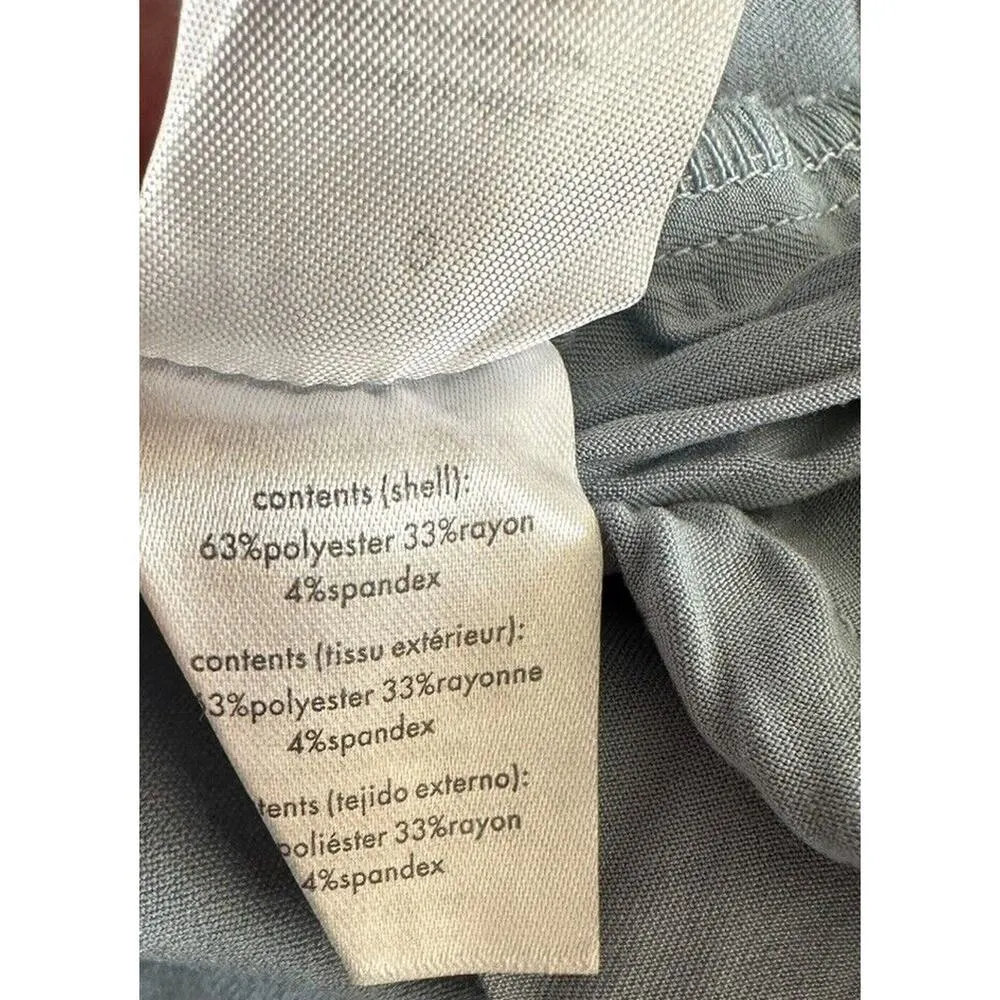 contents (shell):
63%polyester 33%rayon
4%spandex
contents (tissu extérieur):
3%polyester 33%rayonne
4%spandex
tents (tejido externo):
poliéster 33%rayon
4%spandex